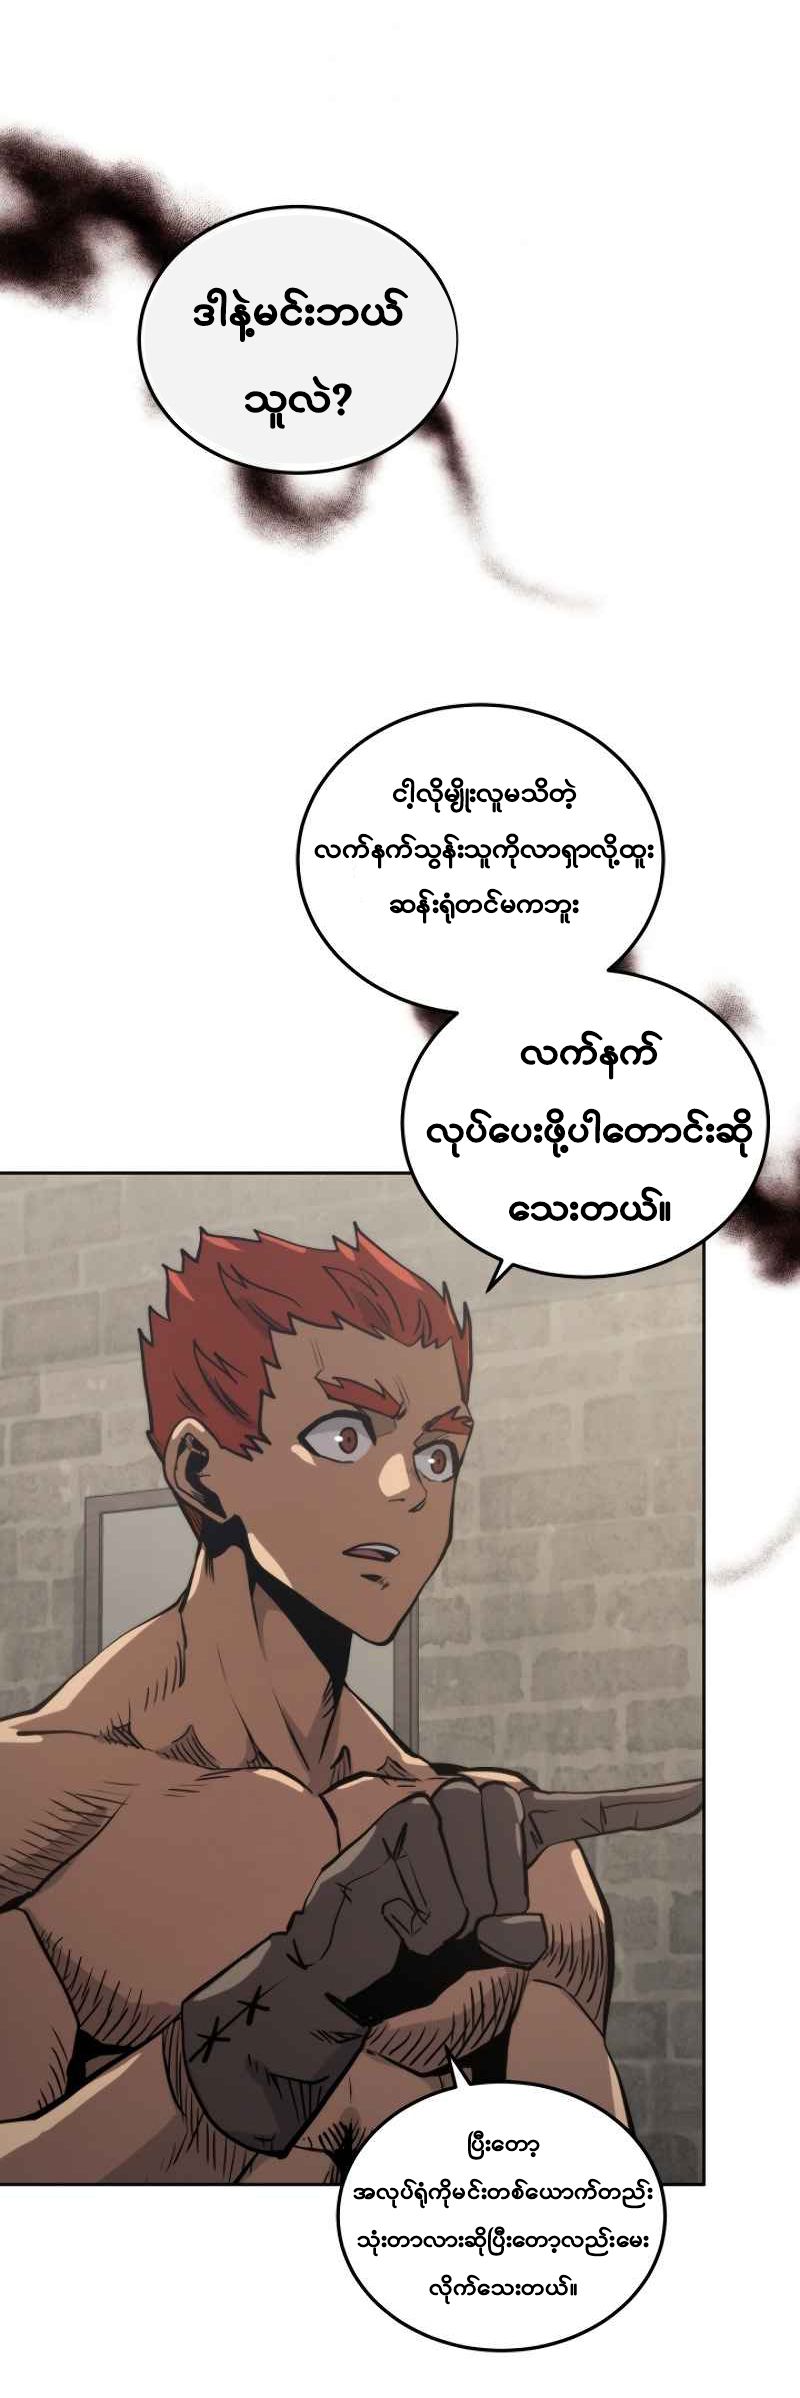 ဒါနဲ့မင်းဘယ်
သူလဲ?
ငါ့လိုမျိုးလူမသိတဲ့
လက်နက်သွန်းသူကိုလာရှာလို့ထူး
ဆန်းရုံတင်မကဘူး
လက်နက်
လုပ်ပေးဖို့ပါတောင်းဆို
သေးတယ်။
ပြီးတော့
အလုပ်ရုံကိုမင်းတစ်ယောက်တည်း
သုံးတာလားဆိုပြီးတော့လည်းမေး
လိုက်သေးတယ်။